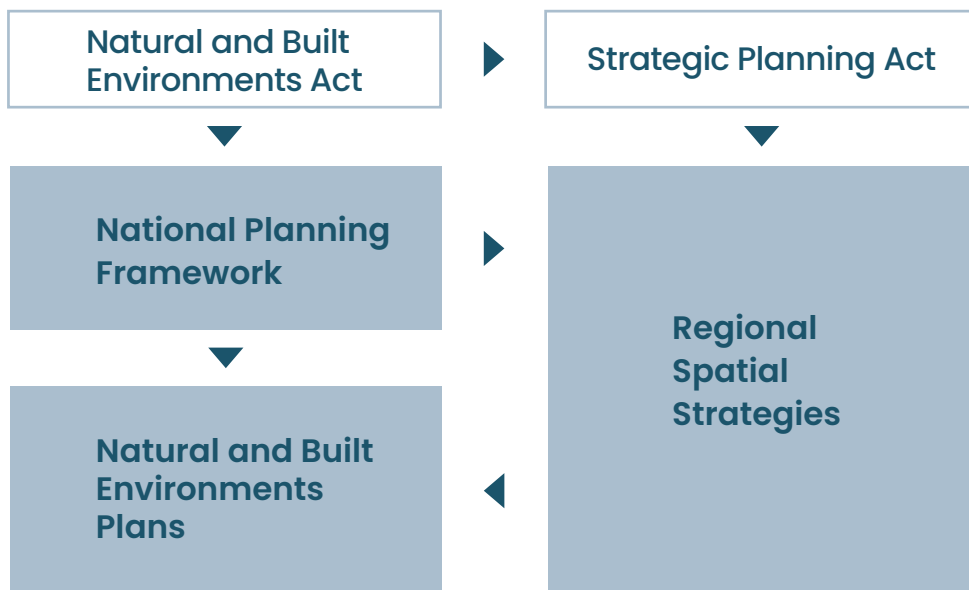 Natural and Built
Environments Act
Strategic Planning Act
National Planning
Framework
Regional
Spatial
Strategies
Natural and Built
Environments
Plans